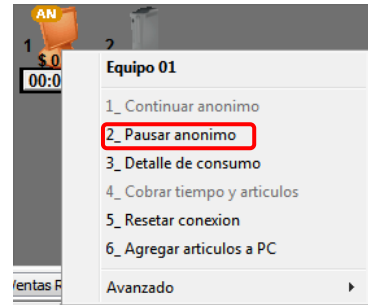 AN
1
2
$ 0
00:0
Equipo 01
1_ Continuar anonimo
2_ Pausar anonimo
3_ Detalle de consumo
4_ Cobrar tiempo y articulos
5_ Resetar conexion
6_ Agregar articulos a PC
Avanzado
entas R